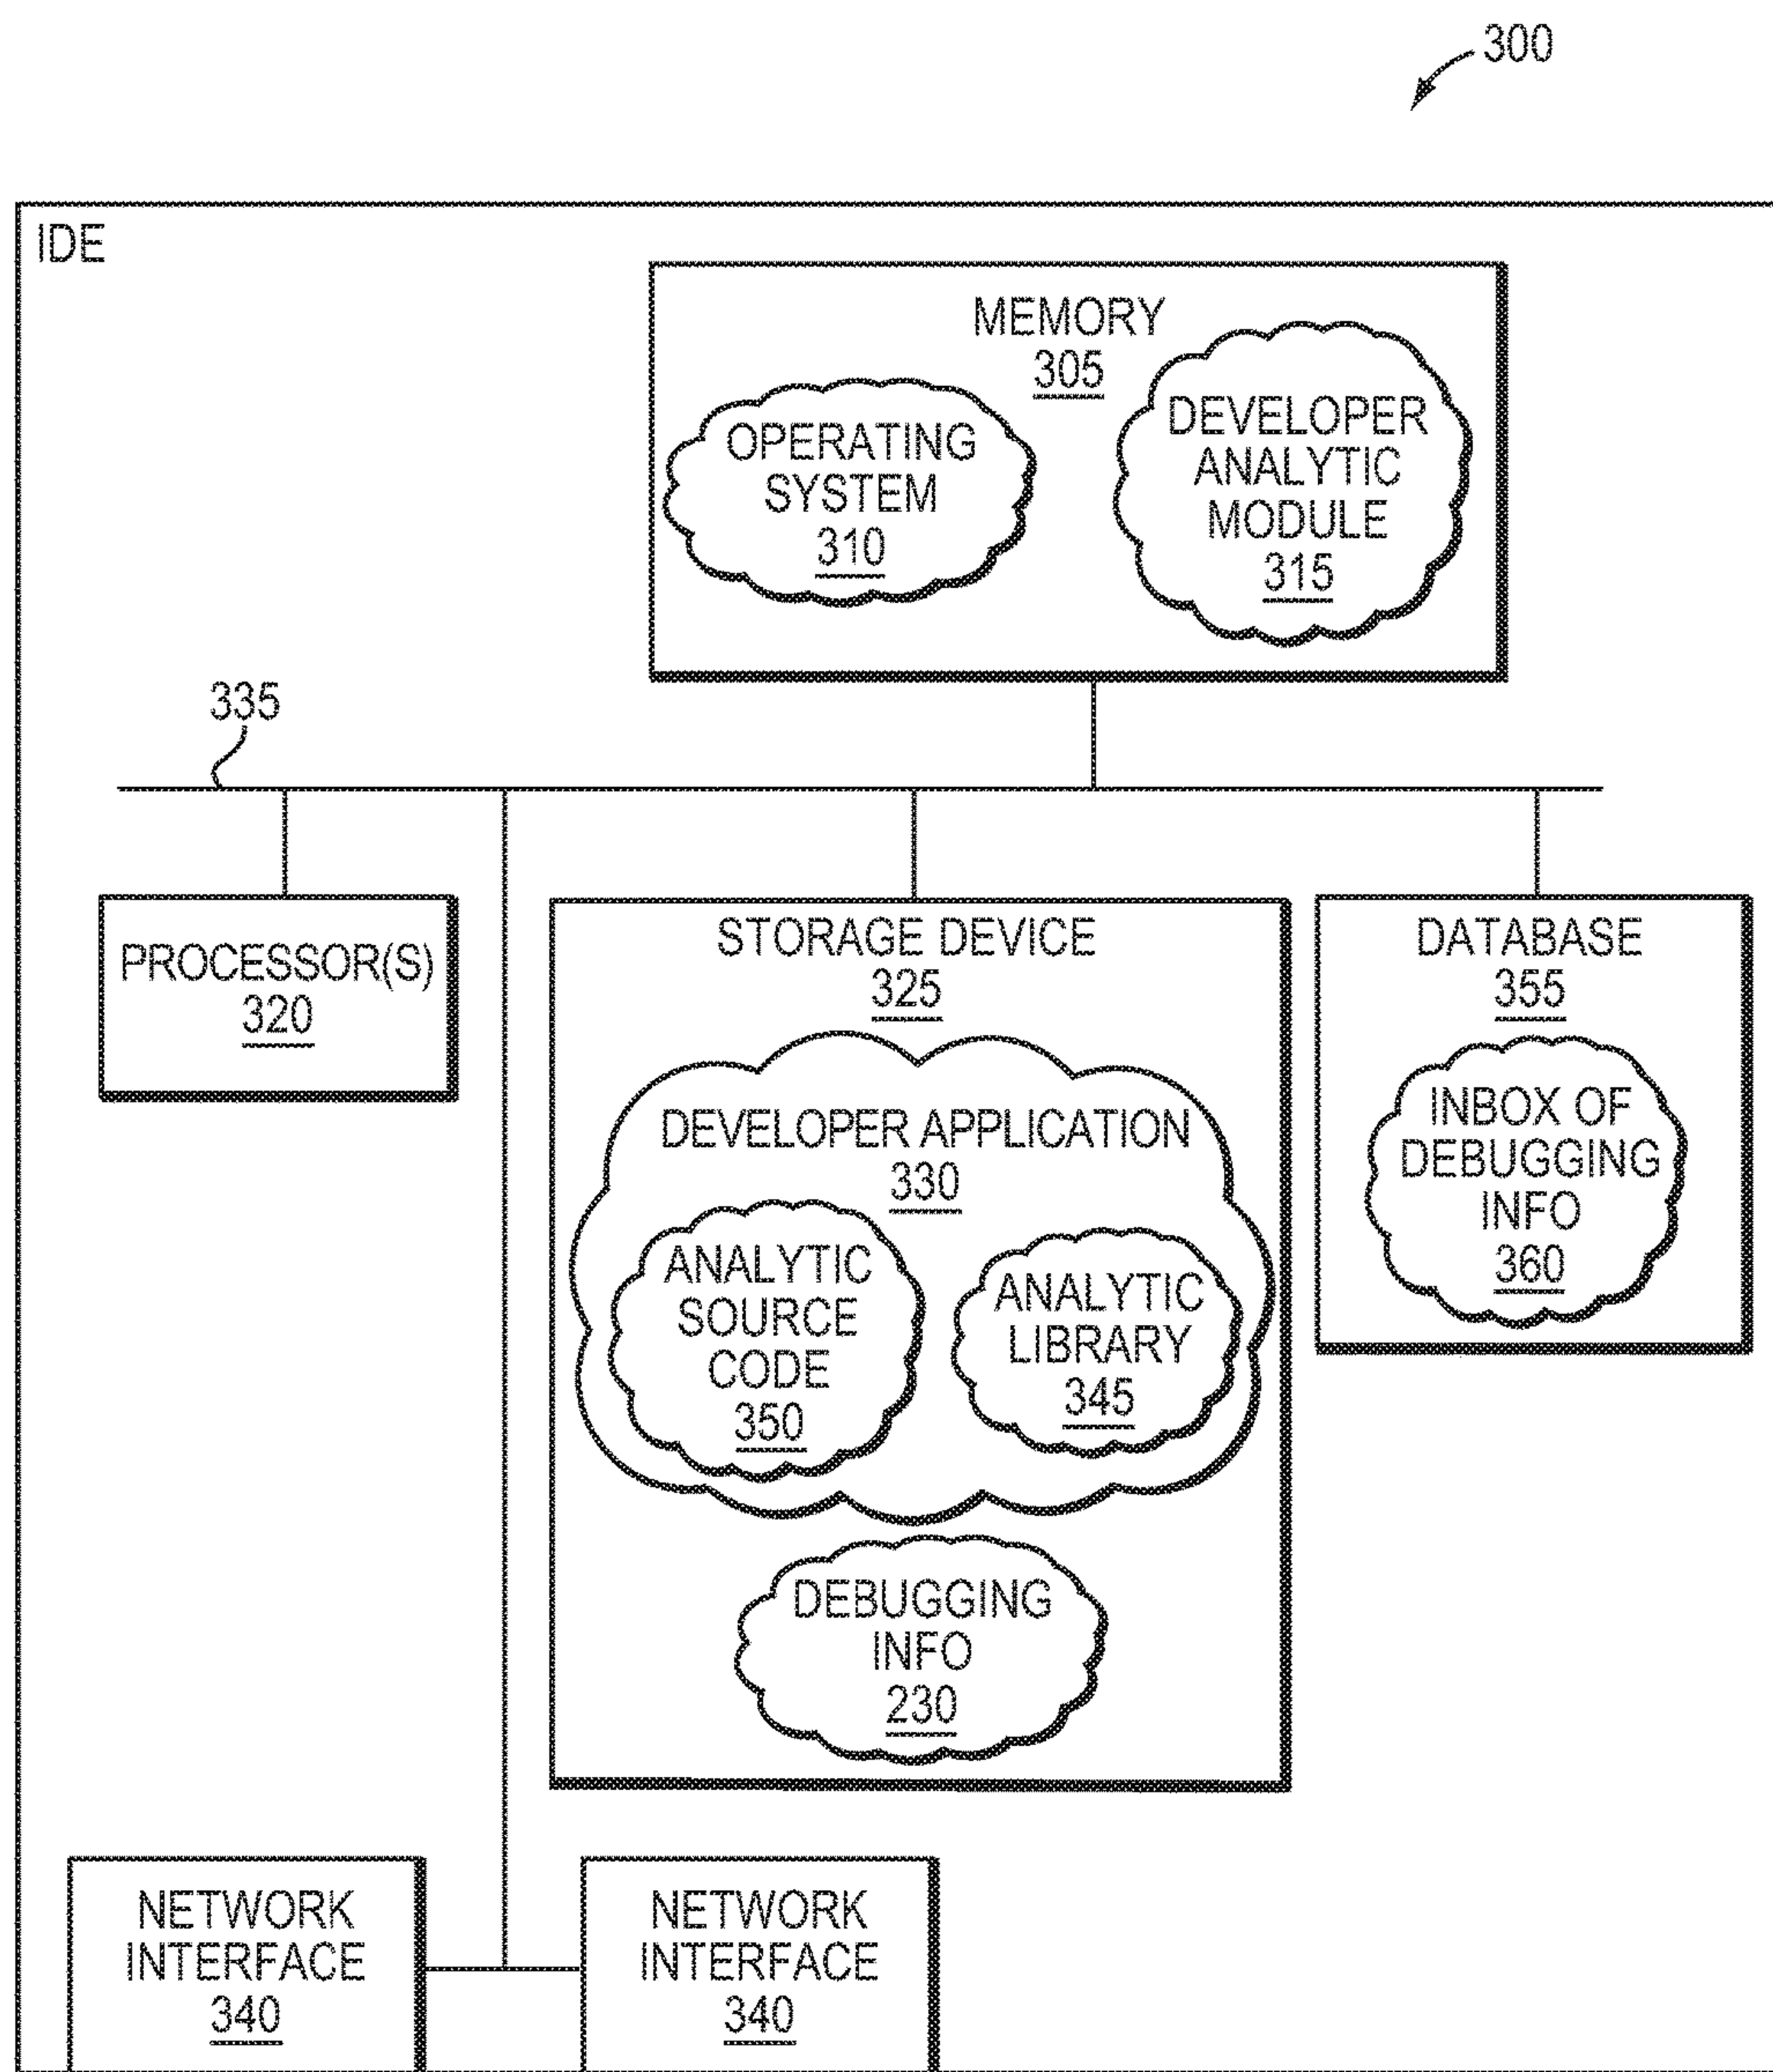 300
IDE
MEMORY
305
OPERATING
SYSTEM
310
DEVELOPER
ANALYTIC
MODULE
315
335
PROCESSOR(S)
320
STORAGE DEVICE
325
DEVELOPER APPLICATION
330
ANALYTIC
SOURCE
CODE
350
ANALYTIC
LIBRARY
345
DEBUGGING
INFO
230
DATABASE
355
INBOX OF
DEBUGGING
INFO
360
NETWORK
INTERFACE
340
NETWORK
INTERFACE
340